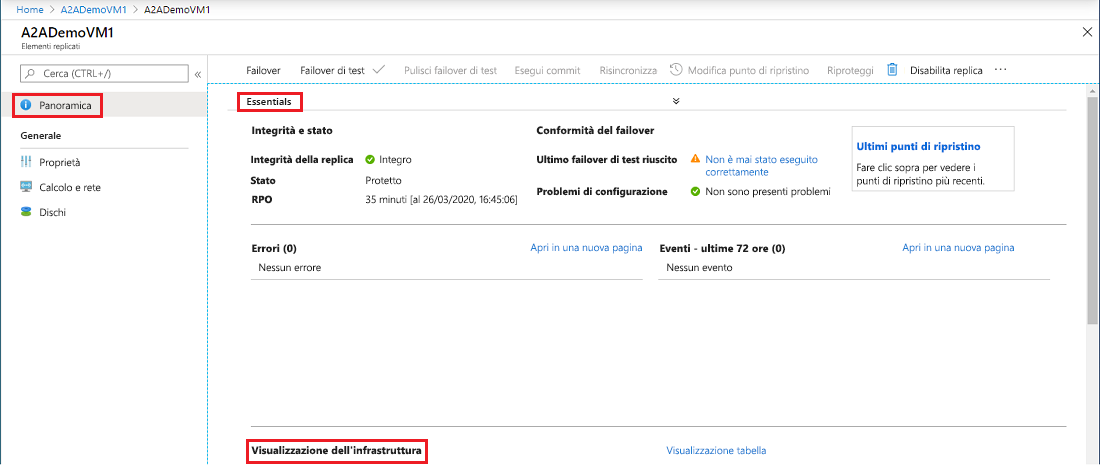 Home > A2ADemoVM1 > A2ADemoVM1
A2ADemoVM1
Elementi replicati
Cerca (CTRL+/)
Panoramica
Generale
Proprietà
Calcolo e rete
Dischi
Failover Failover di test Pulisci failover di test Esegui commit Risincronizza Modifica punto di ripristino Riproteggi Disabilita replica ...
Essentials
Integrità e stato
Integrità della replica Integro
Stato Protetto
RPO 35 minuti [al 26/03/2020, 16:45:06]
Conformità del failover
Ultimo failover di test riuscito Non è mai stato eseguito
correttamente
Problemi di configurazione Non sono presenti problemi
Ultimi punti di ripristino
Fare clic sopra per vedere i
punti di ripristino più recenti.
Errori (0) Apri in una nuova pagina
Nessun errore
Eventi - ultime 72 ore (0) Apri in una nuova pagina
Nessun evento
Visualizzazione dell'infrastruttura Visualizzazione tabella